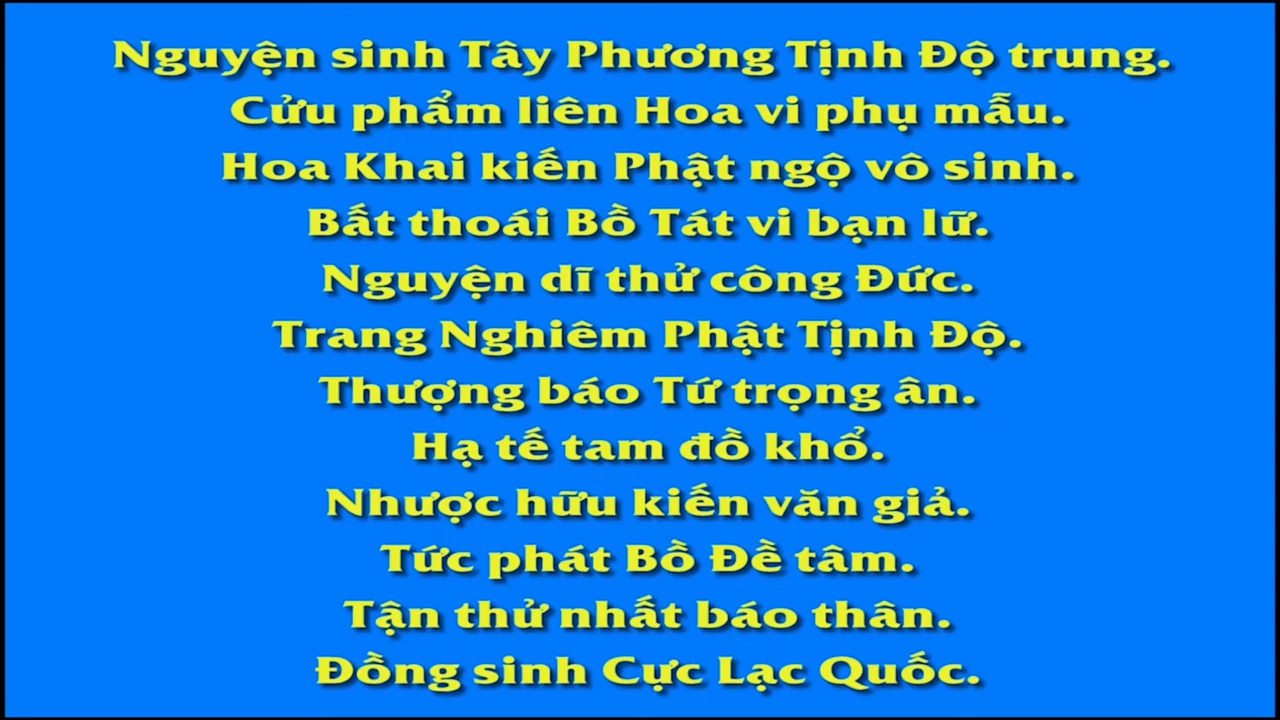 Nguyện sinh Tây Phương Tịnh Độ trung.
Cửu phẩm liên Hoa vi phụ mẫu.
Hoa Khai kiến Phật ngộ vô sinh.
Bất thoái Bồ Tát vi bạn lữ.
Nguyện dĩ thử công Đức.
Trang Nghiêm Phật Tịnh Độ.
Thượng báo Tứ trọng ân.
Hạ tế tam đồ khổ.
Nhược hữu kiến văn giả.
Tức phát Bồ Đề tâm.
Tận thử nhất báo thân.
Đồng sinh Cực Lạc Quốc.